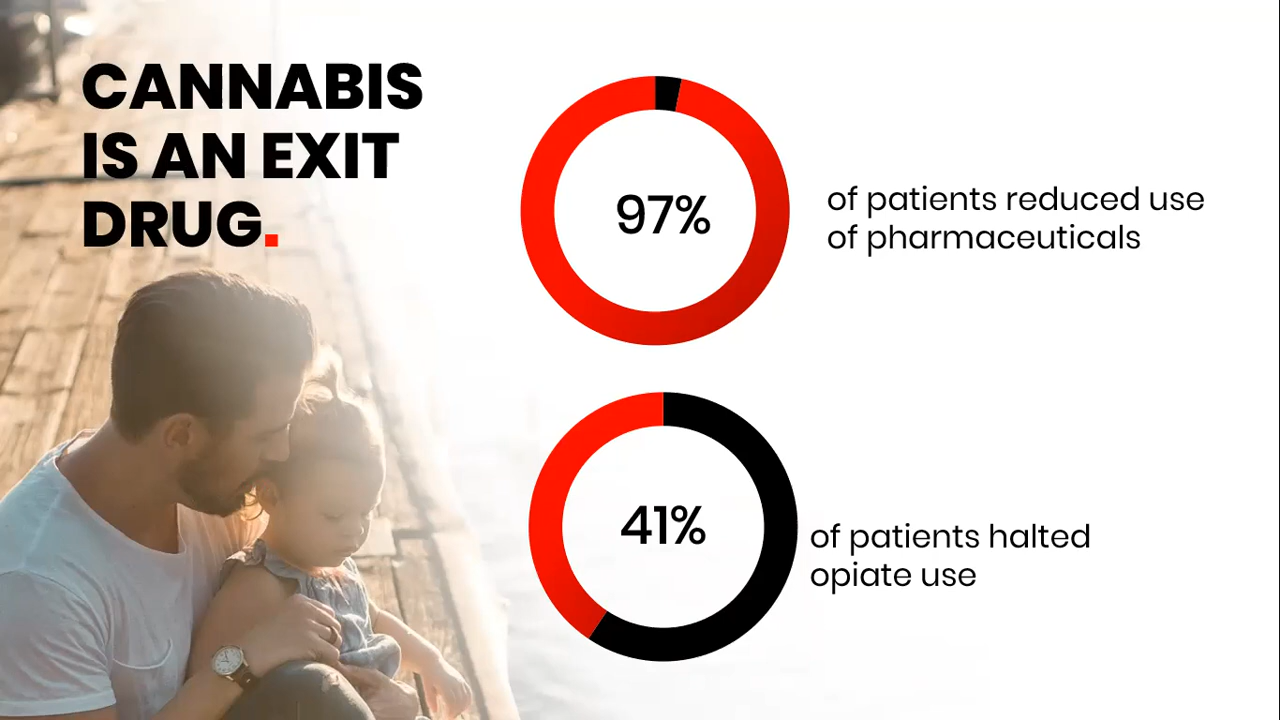 CANNABIS
IS AN EXIT
DRUG.
97%
of patients reduced use
of pharmaceuticals
41%
of patients halted
opiate use